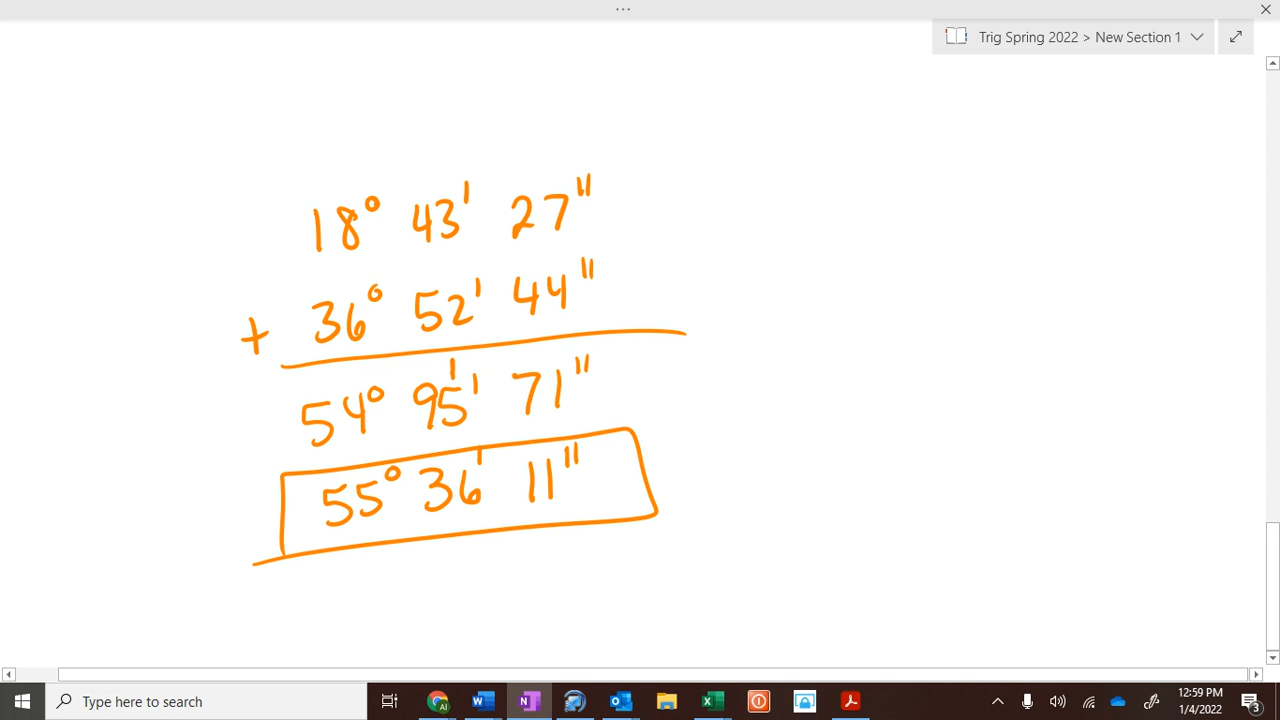 Trig Spring 2022 > New Section 1
18° 43' 27"
+ 36° 52' 44"
54° 95' 71"
55° 36' 11"
Type here to search
12:59 PM
1/4/2022
3